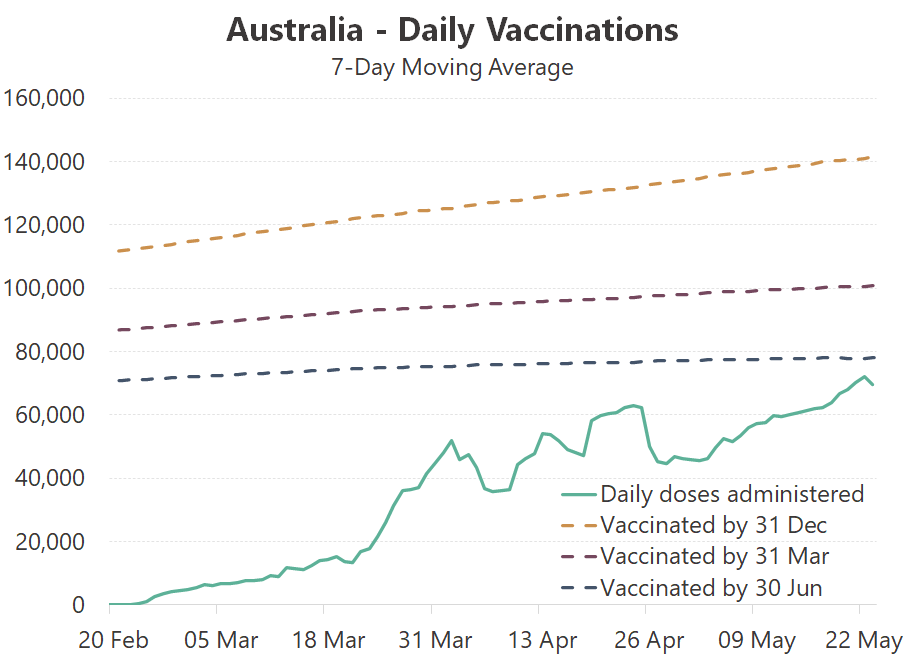 Australia - Daily Vaccinations
7-Day Moving Average
160,000
140,000
120,000
100,000
80,000
60,000
40,000
20,000
0
Daily doses administered
Vaccinated by 31 Dec
Vaccinated by 31 Mar
Vaccinated by 30 Jun
20 Feb 05 Mar 18 Mar 31 Mar 13 Apr 26 Apr 09 May 22 May